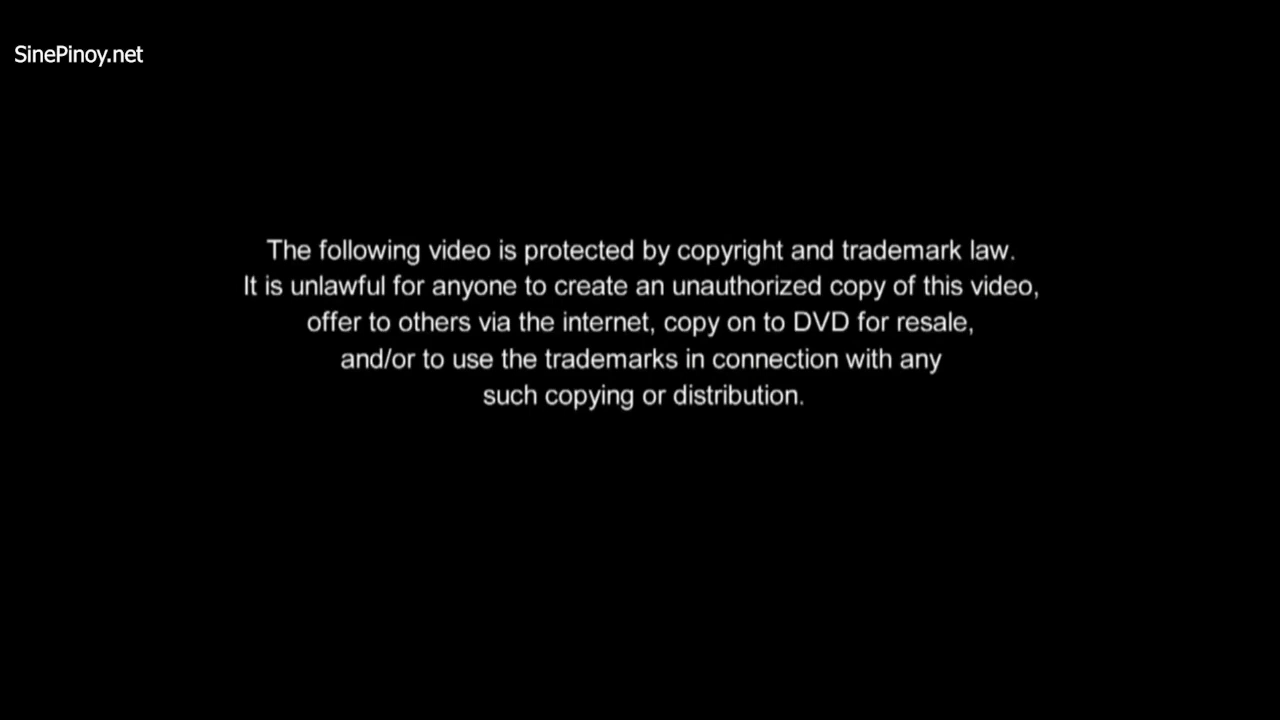 SinePinoy.net
The following video is protected by copyright and trademark law.
It is unlawful for anyone to create an unauthorized copy of this video,
offer to others via the internet, copy on to DVD for resale,
and/or to use the trademarks in connection with any
such copying or distribution.